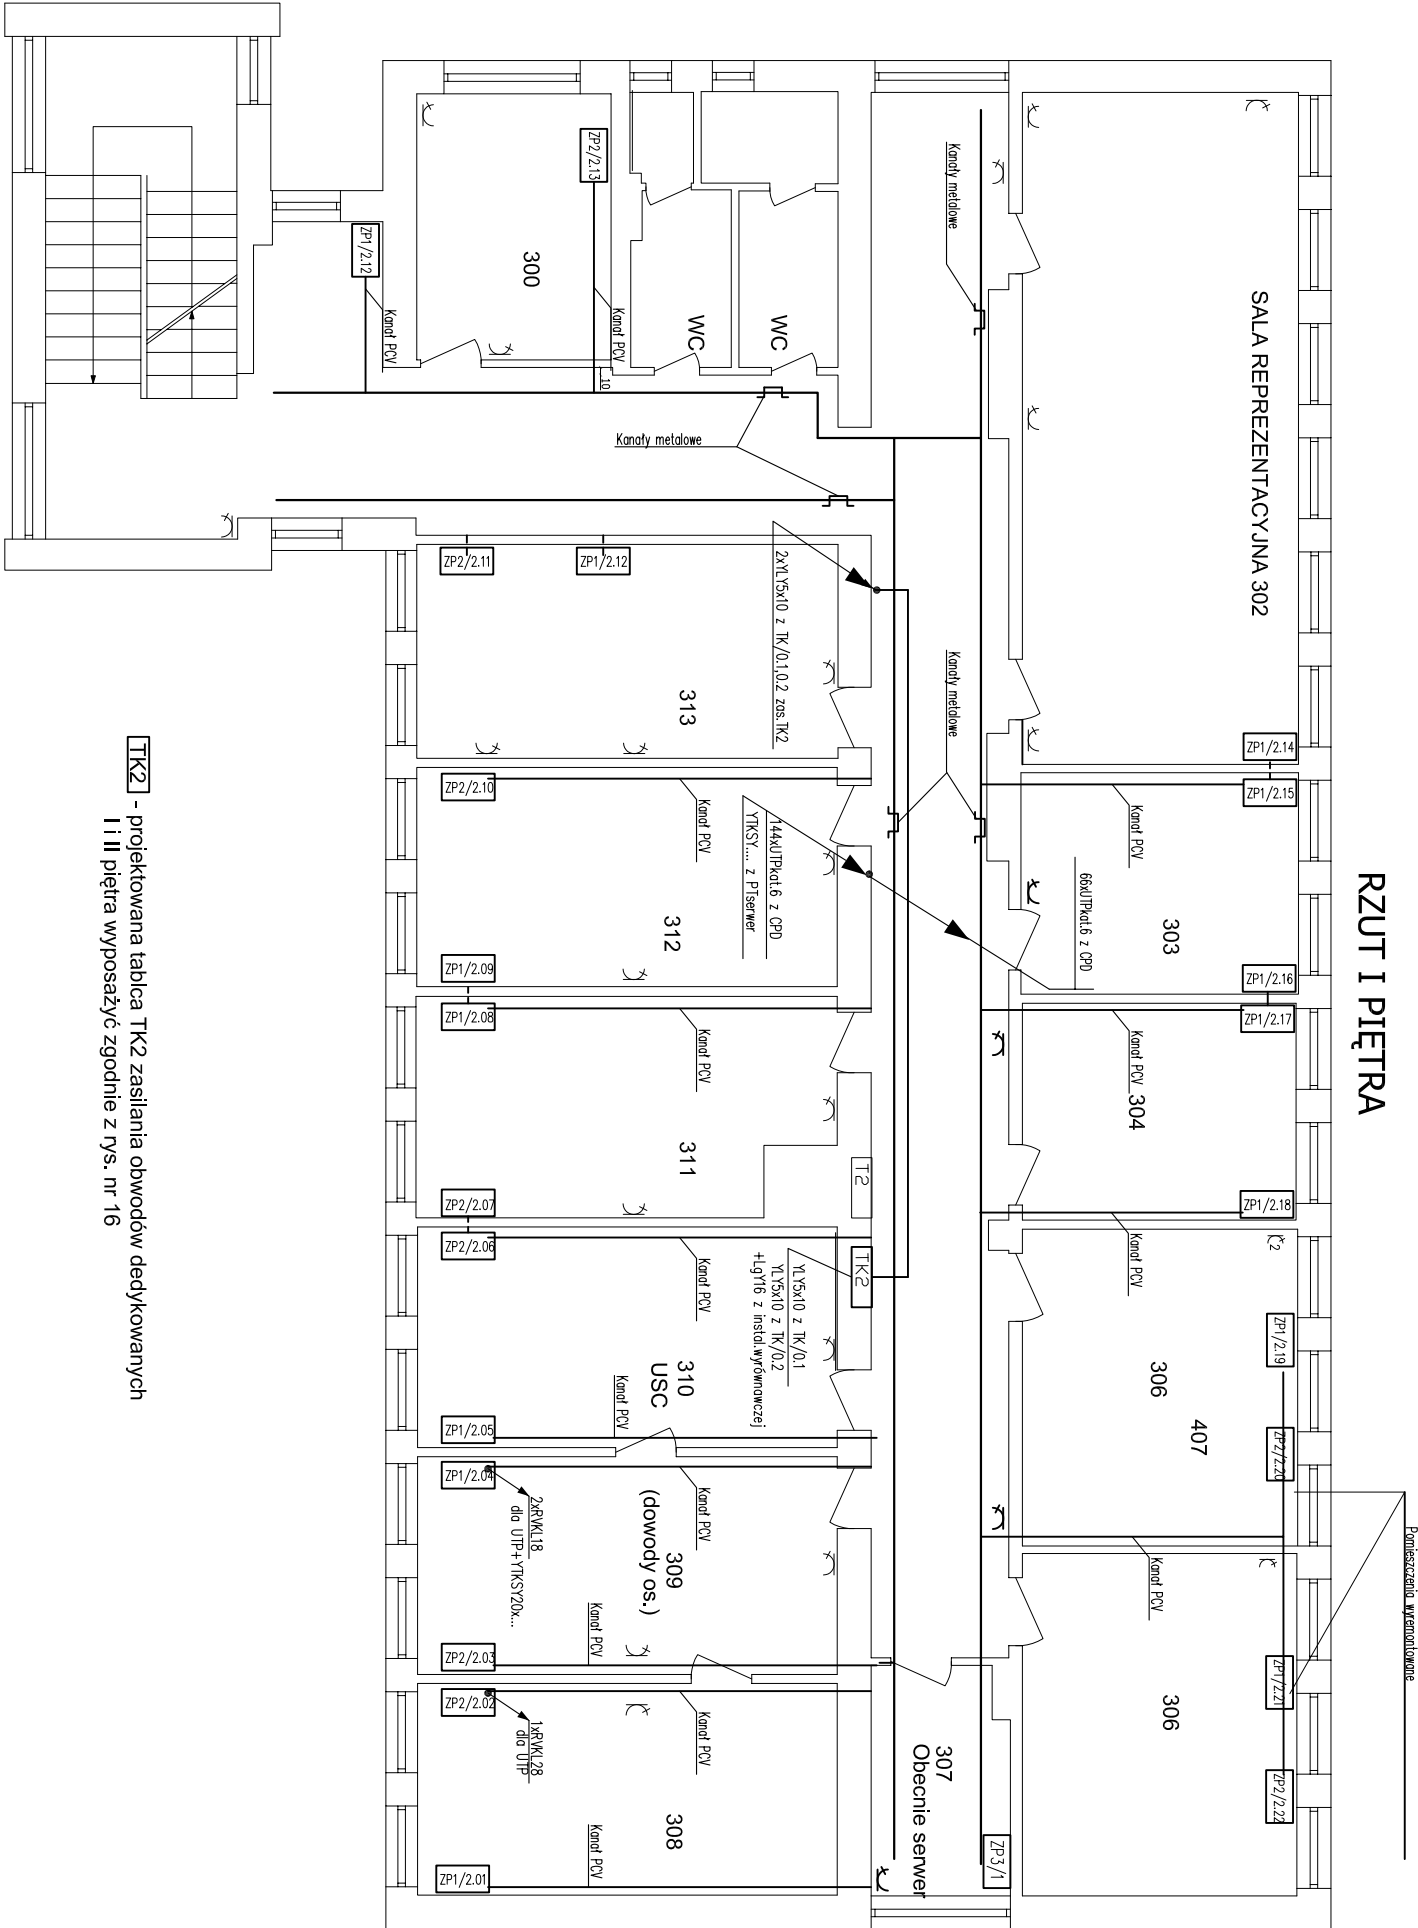 RZUT I PIĘTRA
Pomieszczenia wyremontowane
SALA REPREZENTACYJNA 302
ZP1/2.14
ZP1/2.15
Kanał PCV
66xUTPkat.6 z CPD
303
ZP1/2.16
ZP1/2.17
Kanał PCV
304
ZP1/2.18
Kanał PCV
2
ZP1/2.19
306
407
ZP2/2.20
Kanał PCV
306
ZP1/2.21
ZP2/2.22
Kanały metalowe
Kanały metalowe
307
Obecnie serwer
ZP3/1
WC
WC
300
ZP2/2.13
Kanał PCV
10
ZP1/2.12
Kanał PCV
Kanały metalowe
2xYLY5x10 z TK/0.1,0.2 zas.TK2
ZP2/2.11
ZP1/2.12
313
ZP2/2.10
Kanał PCV
144xUTPkat.6 z CPD
YTKSY.... z PTserwer
312
ZP1/2.09
ZP1/2.08
Kanał PCV
311
T2
ZP2/2.07
ZP2/2.06
Kanał PCV
TK2
YLY5x10 z TK/0.1
YLY5x10 z TK/0.2
+LgY16 z instal.wyrównawczej
310
USC
Kanał PCV
ZP1/2.05
ZP1/2.04
2xRVKL18
dla UTP+YTKSY20x...
Kanał PCV
309
(dowody os.)
Kanał PCV
ZP2/2.03
ZP2/2.02
1xRVKL28
dla UTP
Kanał PCV
308
Kanał PCV
ZP1/2.01
TK2 - projektowana tablca TK2 zasilania obwodów dedykowanych
I i II piętra wyposażyć zgodnie z rys. nr 16